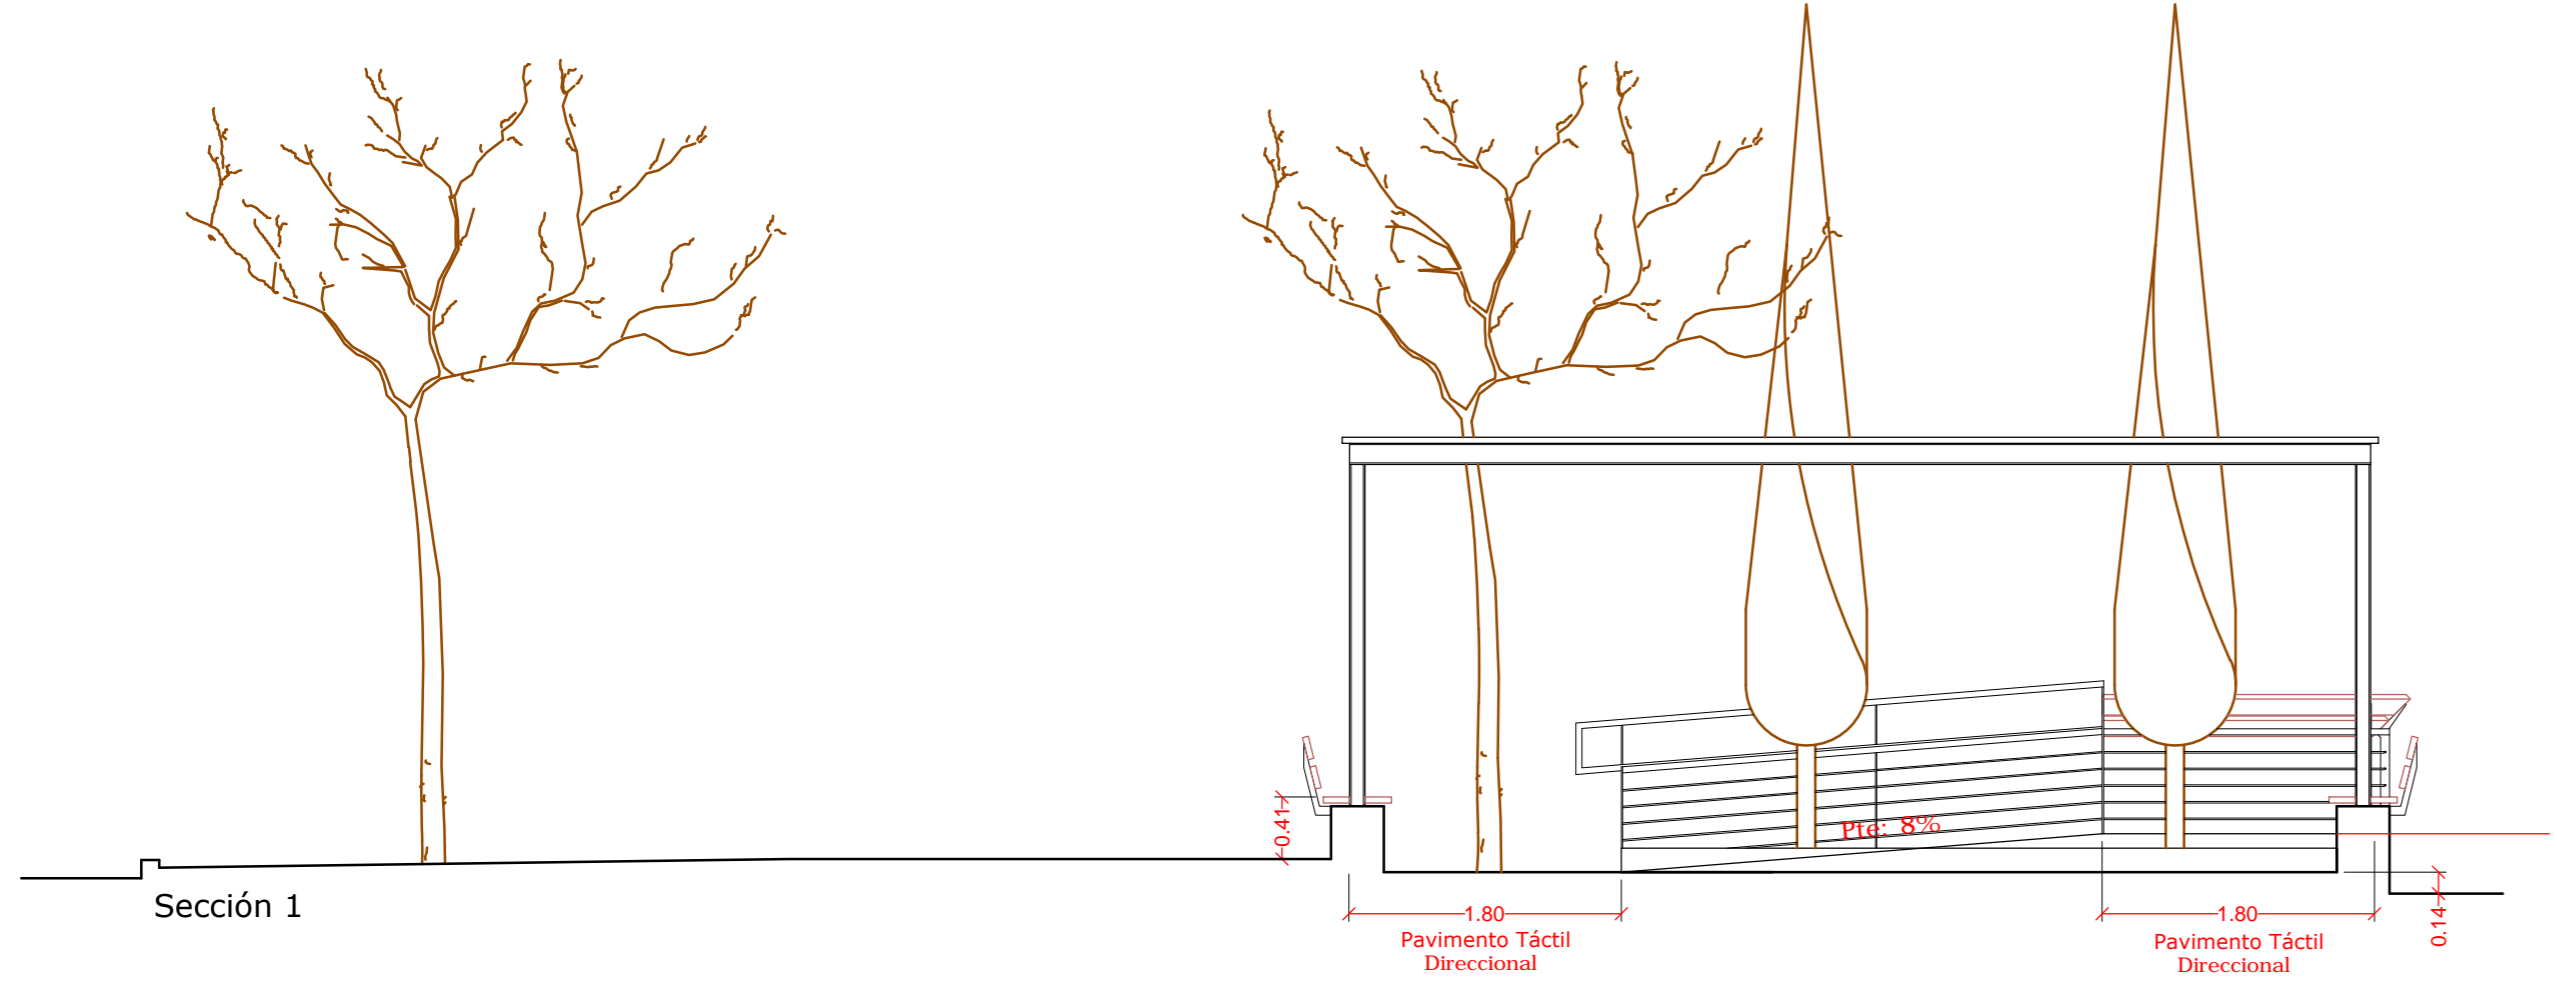 0.41
Pte: 8%
Sección 1
1.80
Pavimento Táctil
Direccional
1.80
Pavimento Táctil
Direccional
0.14